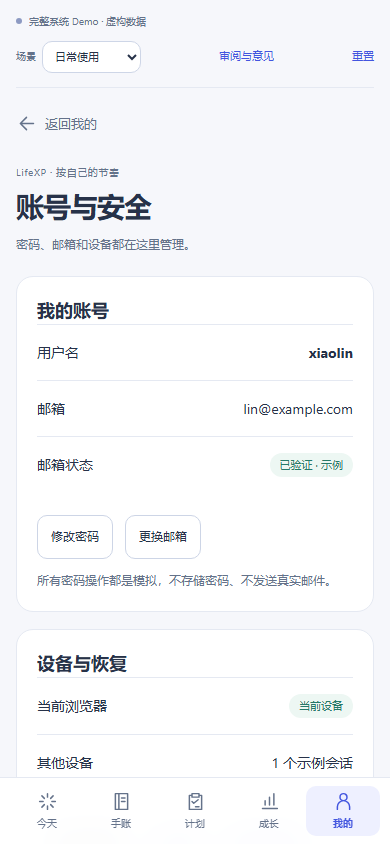 完整系统 Demo · 虚构数据
场景
日常使用
审阅与意见
重置
返回我的
LifeXP · 按自己的节奏
账号与安全
密码、邮箱和设备都在这里管理。
我的账号
用户名
xiaolin
邮箱
lin@example.com
邮箱状态
已验证 · 示例
修改密码
更换邮箱
所有密码操作都是模拟，不存储密码、不发送真实邮件。
设备与恢复
当前浏览器
当前设备
其他设备
1 个示例会话
今天
手账
计划
成长
我的